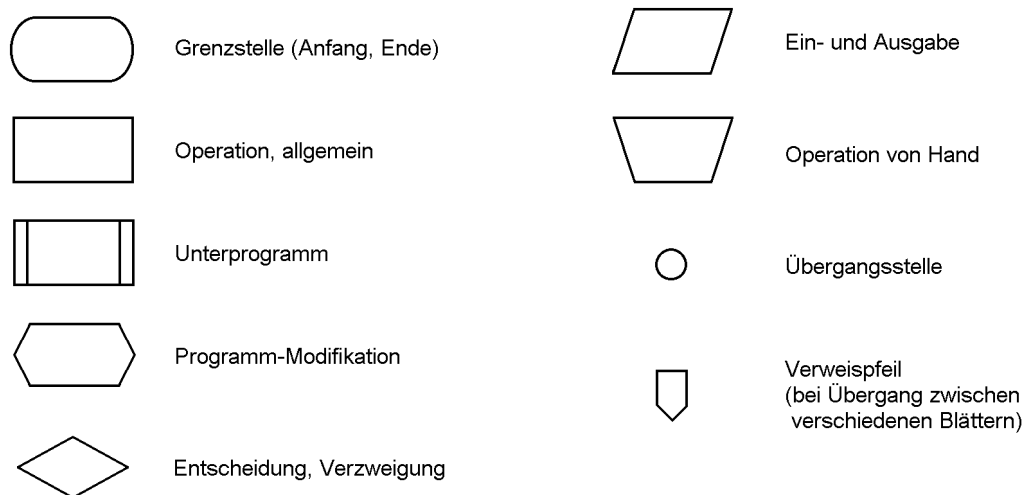 Grenzstelle (Anfang, Ende)
Operation, allgemein
Unterprogramm
Programm-Modifikation
Entscheidung, Verzweigung
Ein- und Ausgabe
Operation von Hand
Übergangsstelle
Verweispfeil
(bei Übergang zwischen
verschiedenen Blättern)